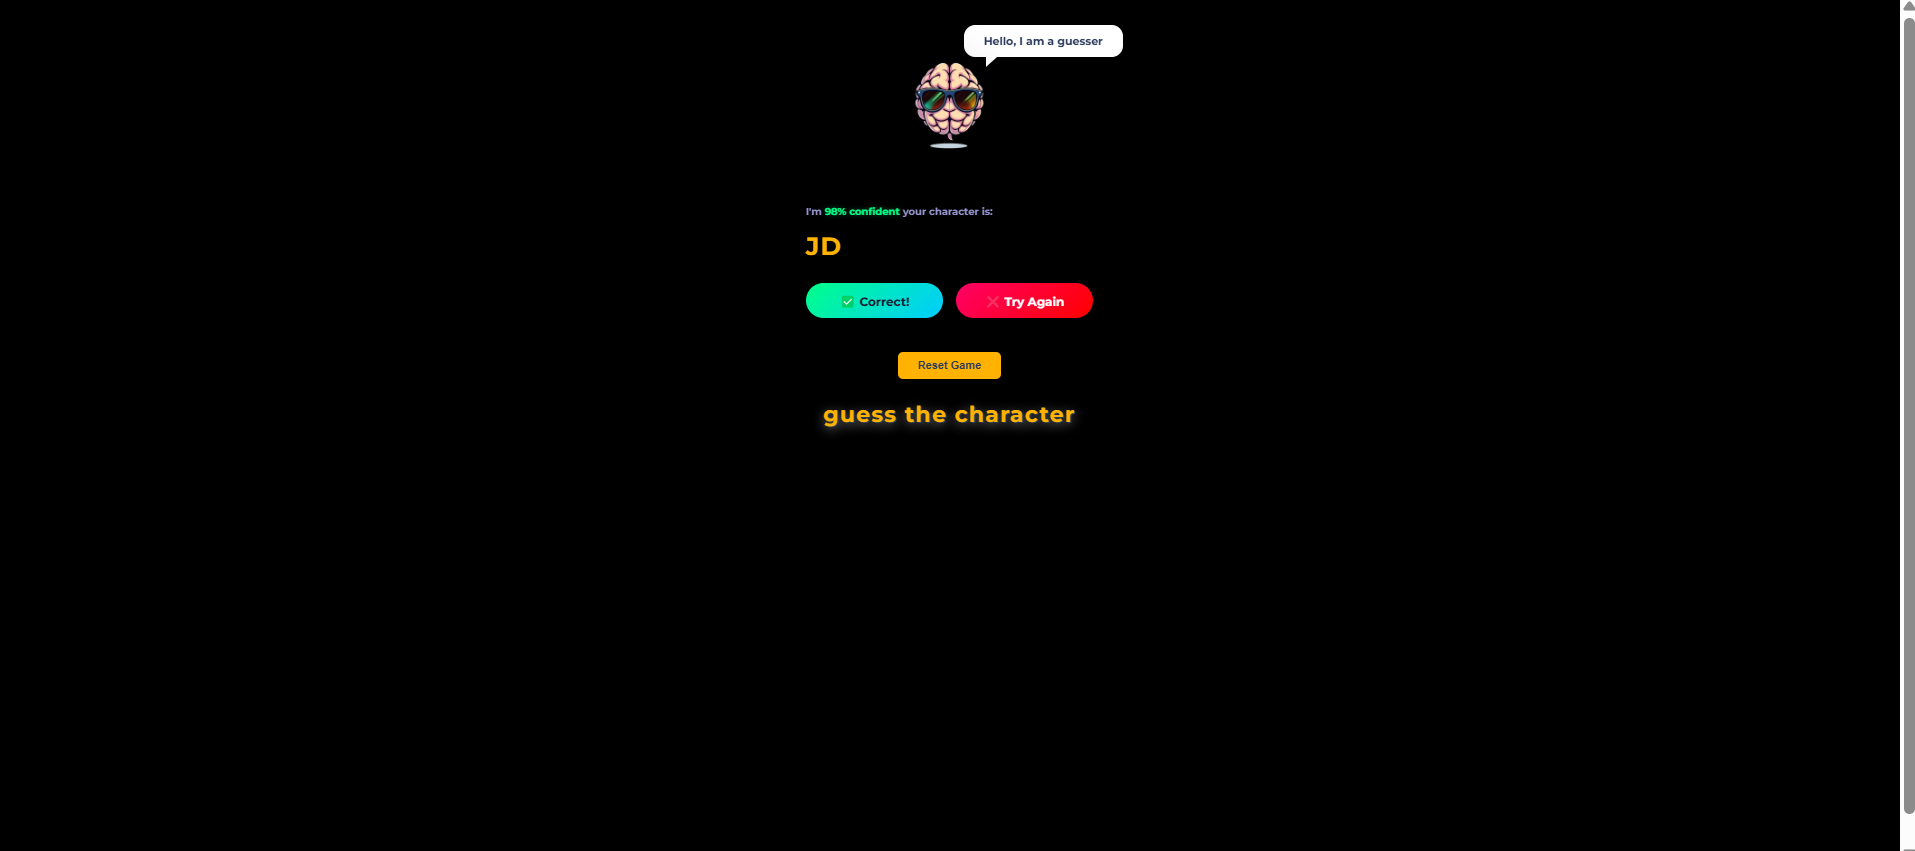 Hello, I am a guesser
I'm 98% confident your character is:
JD
✅ Correct!
❌ Try Again
Reset Game
guess the character